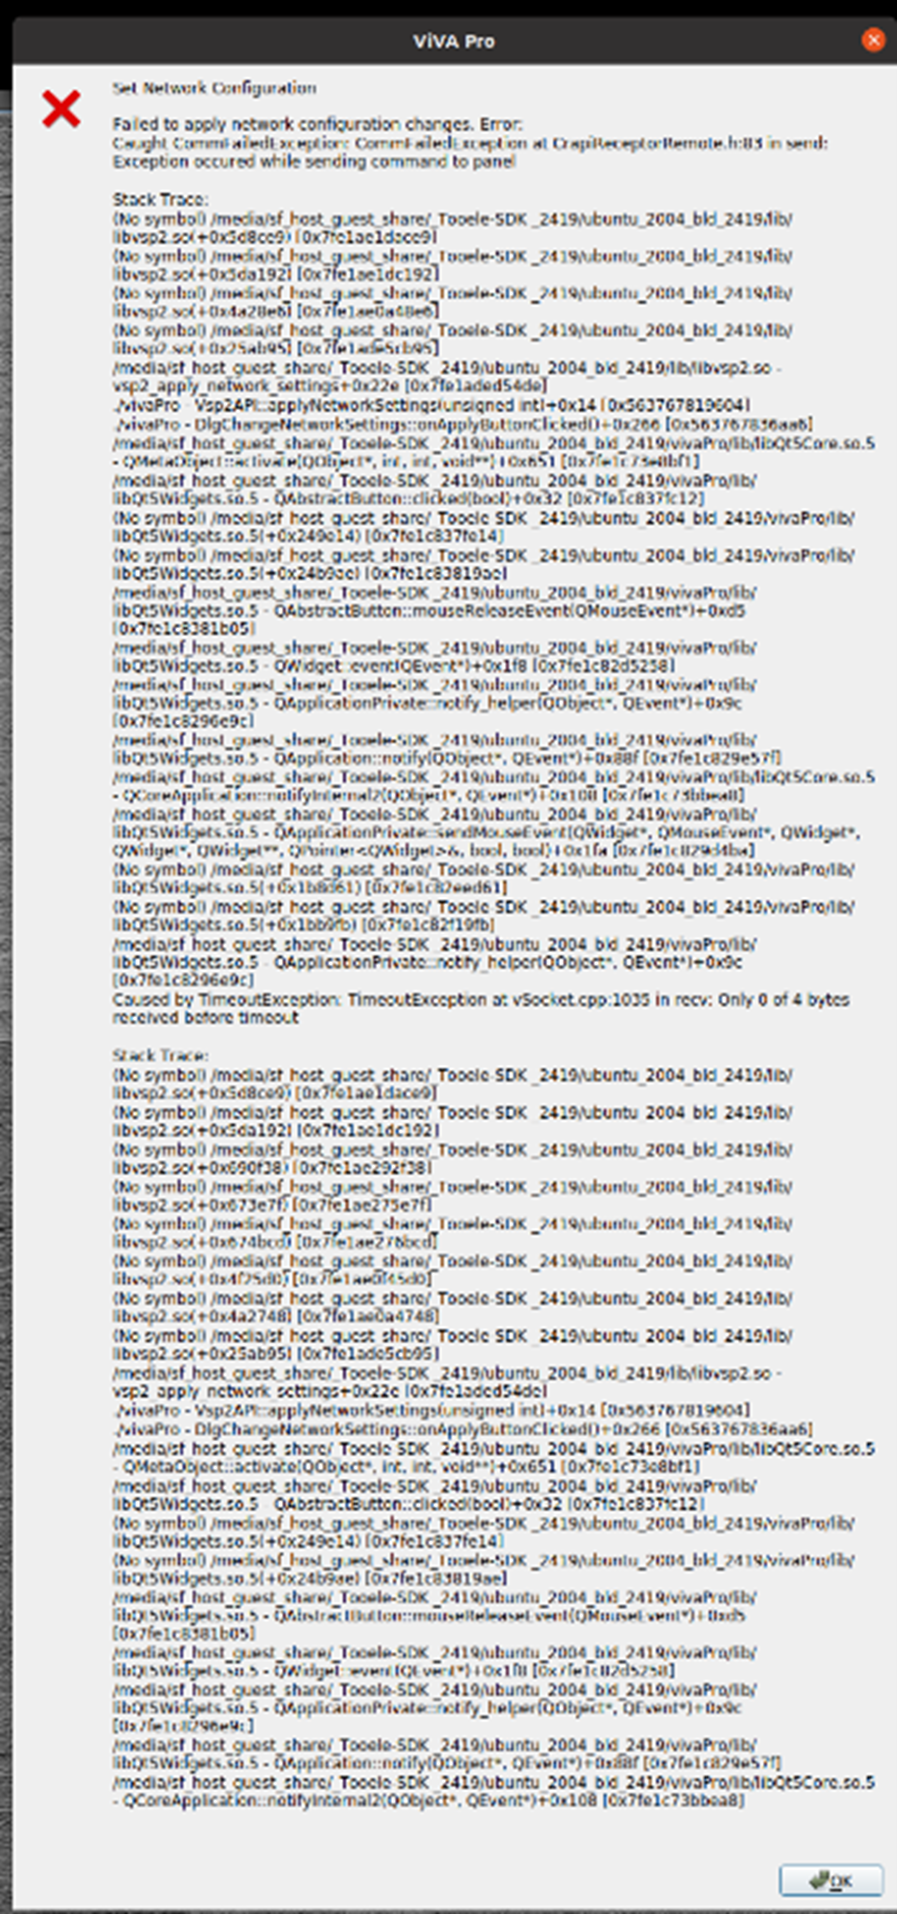 ViVA Pro
Set Network Configuration
Failed to apply network configuration changes. Error:
Caught CommFailedException: CommFailedException at CrapiReceptorRemote.h:83 in send:
Exception occured while sending command to panel
Stack Trace:
(No symbol) /media/sf_host_guest_share/_Tooele-SDK _2419/ubuntu_2004_bld_2419/lib/
libvsp2.so(+0x5d8ce9) [0x7fe1ae1dace9]
(No symbol) /media/sf_host_guest_share/_Tooele-SDK _2419/ubuntu_2004_bld_2419/lib/
libvsp2.so(+0x5da192) [0x7fe1ae1dc192]
(No symbol) /media/sf_host_guest_share/_Tooele-SDK _2419/ubuntu_2004_bld_2419/lib/
libvsp2.so(+0x4a28e6) [0x7fe1ae0a48e6]
(No symbol) /media/sf_host_guest_share/_Tooele-SDK _2419/ubuntu_2004_bld_2419/lib/
libvsp2.so(+0x25ab95) [0x7fe1ade5cb95]
/media/sf_host_guest_share/_Tooele-SDK _2419/ubuntu_2004_bld_2419/lib/libvsp2.so -
vsp2_apply_network_settings+0x22e [0x7fe1aded54de]
./vivaPro - Vsp2API::applyNetworkSettings(unsigned int)+0x14 [0x563767819604]
./vivaPro - DlgChangeNetworkSettings::onApplyButtonClicked()+0x266 [0x563767836aa6]
/media/sf_host_guest_share/_Tooele-SDK _2419/ubuntu_2004_bld_2419/vivaPro/lib/libQt5Core.so.5
- QMetaObject::activate(QObject*, int, int, void**)+0x651 [0x7fe1c73e8bf1]
/media/sf_host_guest_share/_Tooele-SDK _2419/ubuntu_2004_bld_2419/vivaPro/lib/
libQt5Widgets.so.5 - QAbstractButton::clicked(bool)+0x32 [0x7fe1c837fc12]
(No symbol) /media/sf_host_guest_share/_Tooele-SDK _2419/ubuntu_2004_bld_2419/vivaPro/lib/
libQt5Widgets.so.5(+0x249e14) [0x7fe1c837fe14]
(No symbol) /media/sf_host_guest_share/_Tooele-SDK _2419/ubuntu_2004_bld_2419/vivaPro/lib/
libQt5Widgets.so.5(+0x24b9ae) [0x7fe1c83819ae]
/media/sf_host_guest_share/_Tooele-SDK _2419/ubuntu_2004_bld_2419/vivaPro/lib/
libQt5Widgets.so.5 - QAbstractButton::mouseReleaseEvent(QMouseEvent*)+0xd5
[0x7fe1c8381b05]
/media/sf_host_guest_share/_Tooele-SDK _2419/ubuntu_2004_bld_2419/vivaPro/lib/
libQt5Widgets.so.5 - QWidget::event(QEvent*)+0x1f8 [0x7fe1c82d5258]
/media/sf_host_guest_share/_Tooele-SDK _2419/ubuntu_2004_bld_2419/vivaPro/lib/
libQt5Widgets.so.5 - QApplicationPrivate::notify_helper(QObject*, QEvent*)+0x9c
[0x7fe1c8296e9c]
/media/sf_host_guest_share/_Tooele-SDK _2419/ubuntu_2004_bld_2419/vivaPro/lib/
libQt5Widgets.so.5 - QApplication::notify(QObject*, QEvent*)+0x88f [0x7fe1c829e57f]
/media/sf_host_guest_share/_Tooele-SDK _2419/ubuntu_2004_bld_2419/vivaPro/lib/libQt5Core.so.5
- QCoreApplication::notifyInternal2(QObject*, QEvent*)+0x108 [0x7fe1c73bbea8]
/media/sf_host_guest_share/_Tooele-SDK _2419/ubuntu_2004_bld_2419/vivaPro/lib/
libQt5Widgets.so.5 - QApplicationPrivate::sendMouseEvent(QWidget*, QMouseEvent*, QWidget*,
QWidget*, QWidget**, QPointer<QWidget>&, bool, bool)+0x1fa [0x7fe1c829d4ba]
(No symbol) /media/sf_host_guest_share/_Tooele-SDK _2419/ubuntu_2004_bld_2419/vivaPro/lib/
libQt5Widgets.so.5(+0x1b8d61) [0x7fe1c82eed61]
(No symbol) /media/sf_host_guest_share/_Tooele-SDK _2419/ubuntu_2004_bld_2419/vivaPro/lib/
libQt5Widgets.so.5(+0x1bb9fb) [0x7fe1c82f19fb]
/media/sf_host_guest_share/_Tooele-SDK _2419/ubuntu_2004_bld_2419/vivaPro/lib/
libQt5Widgets.so.5 - QApplicationPrivate::notify_helper(QObject*, QEvent*)+0x9c
[0x7fe1c8296e9c]
Caused by TimeoutException: TimeoutException at vSocket.cpp:1035 in recv: Only 0 of 4 bytes
received before timeout
Stack Trace:
(No symbol) /media/sf_host_guest_share/_Tooele-SDK _2419/ubuntu_2004_bld_2419/lib/
libvsp2.so(+0x5d8ce9) [0x7fe1ae1dace9]
(No symbol) /media/sf_host_guest_share/_Tooele-SDK _2419/ubuntu_2004_bld_2419/lib/
libvsp2.so(+0x5da192) [0x7fe1ae1dc192]
(No symbol) /media/sf_host_guest_share/_Tooele-SDK _2419/ubuntu_2004_bld_2419/lib/
libvsp2.so(+0x690f38) [0x7fe1ae292f38]
(No symbol) /media/sf_host_guest_share/_Tooele-SDK _2419/ubuntu_2004_bld_2419/lib/
libvsp2.so(+0x673e7f) [0x7fe1ae275e7f]
(No symbol) /media/sf_host_guest_share/_Tooele-SDK _2419/ubuntu_2004_bld_2419/lib/
libvsp2.so(+0x674bcd) [0x7fe1ae276bcd]
(No symbol) /media/sf_host_guest_share/_Tooele-SDK _2419/ubuntu_2004_bld_2419/lib/
libvsp2.so(+0x4f25d0) [0x7fe1ae0f45d0]
(No symbol) /media/sf_host_guest_share/_Tooele-SDK _2419/ubuntu_2004_bld_2419/lib/
libvsp2.so(+0x4a2748) [0x7fe1ae0a4748]
(No symbol) /media/sf_host_guest_share/_Tooele-SDK _2419/ubuntu_2004_bld_2419/lib/
libvsp2.so(+0x25ab95) [0x7fe1ade5cb95]
/media/sf_host_guest_share/_Tooele-SDK _2419/ubuntu_2004_bld_2419/lib/libvsp2.so -
vsp2_apply_network_settings+0x22e [0x7fe1aded54de]
./vivaPro - Vsp2API::applyNetworkSettings(unsigned int)+0x14 [0x563767819604]
./vivaPro - DlgChangeNetworkSettings::onApplyButtonClicked()+0x266 [0x563767836aa6]
/media/sf_host_guest_share/_Tooele-SDK _2419/ubuntu_2004_bld_2419/vivaPro/lib/libQt5Core.so.5
- QMetaObject::activate(QObject*, int, int, void**)+0x651 [0x7fe1c73e8bf1]
/media/sf_host_guest_share/_Tooele-SDK _2419/ubuntu_2004_bld_2419/vivaPro/lib/
libQt5Widgets.so.5 - QAbstractButton::clicked(bool)+0x32 [0x7fe1c837fc12]
(No symbol) /media/sf_host_guest_share/_Tooele-SDK _2419/ubuntu_2004_bld_2419/vivaPro/lib/
libQt5Widgets.so.5(+0x249e14) [0x7fe1c837fe14]
(No symbol) /media/sf_host_guest_share/_Tooele-SDK _2419/ubuntu_2004_bld_2419/vivaPro/lib/
libQt5Widgets.so.5(+0x24b9ae) [0x7fe1c83819ae]
/media/sf_host_guest_share/_Tooele-SDK _2419/ubuntu_2004_bld_2419/vivaPro/lib/
libQt5Widgets.so.5 - QAbstractButton::mouseReleaseEvent(QMouseEvent*)+0xd5
[0x7fe1c8381b05]
/media/sf_host_guest_share/_Tooele-SDK _2419/ubuntu_2004_bld_2419/vivaPro/lib/
libQt5Widgets.so.5 - QWidget::event(QEvent*)+0x1f8 [0x7fe1c82d5258]
/media/sf_host_guest_share/_Tooele-SDK _2419/ubuntu_2004_bld_2419/vivaPro/lib/
libQt5Widgets.so.5 - QApplicationPrivate::notify_helper(QObject*, QEvent*)+0x9c
[0x7fe1c8296e9c]
/media/sf_host_guest_share/_Tooele-SDK _2419/ubuntu_2004_bld_2419/vivaPro/lib/
libQt5Widgets.so.5 - QApplication::notify(QObject*, QEvent*)+0x88f [0x7fe1c829e57f]
/media/sf_host_guest_share/_Tooele-SDK _2419/ubuntu_2004_bld_2419/vivaPro/lib/libQt5Core.so.5
- QCoreApplication::notifyInternal2(QObject*, QEvent*)+0x108 [0x7fe1c73bbea8]
OK